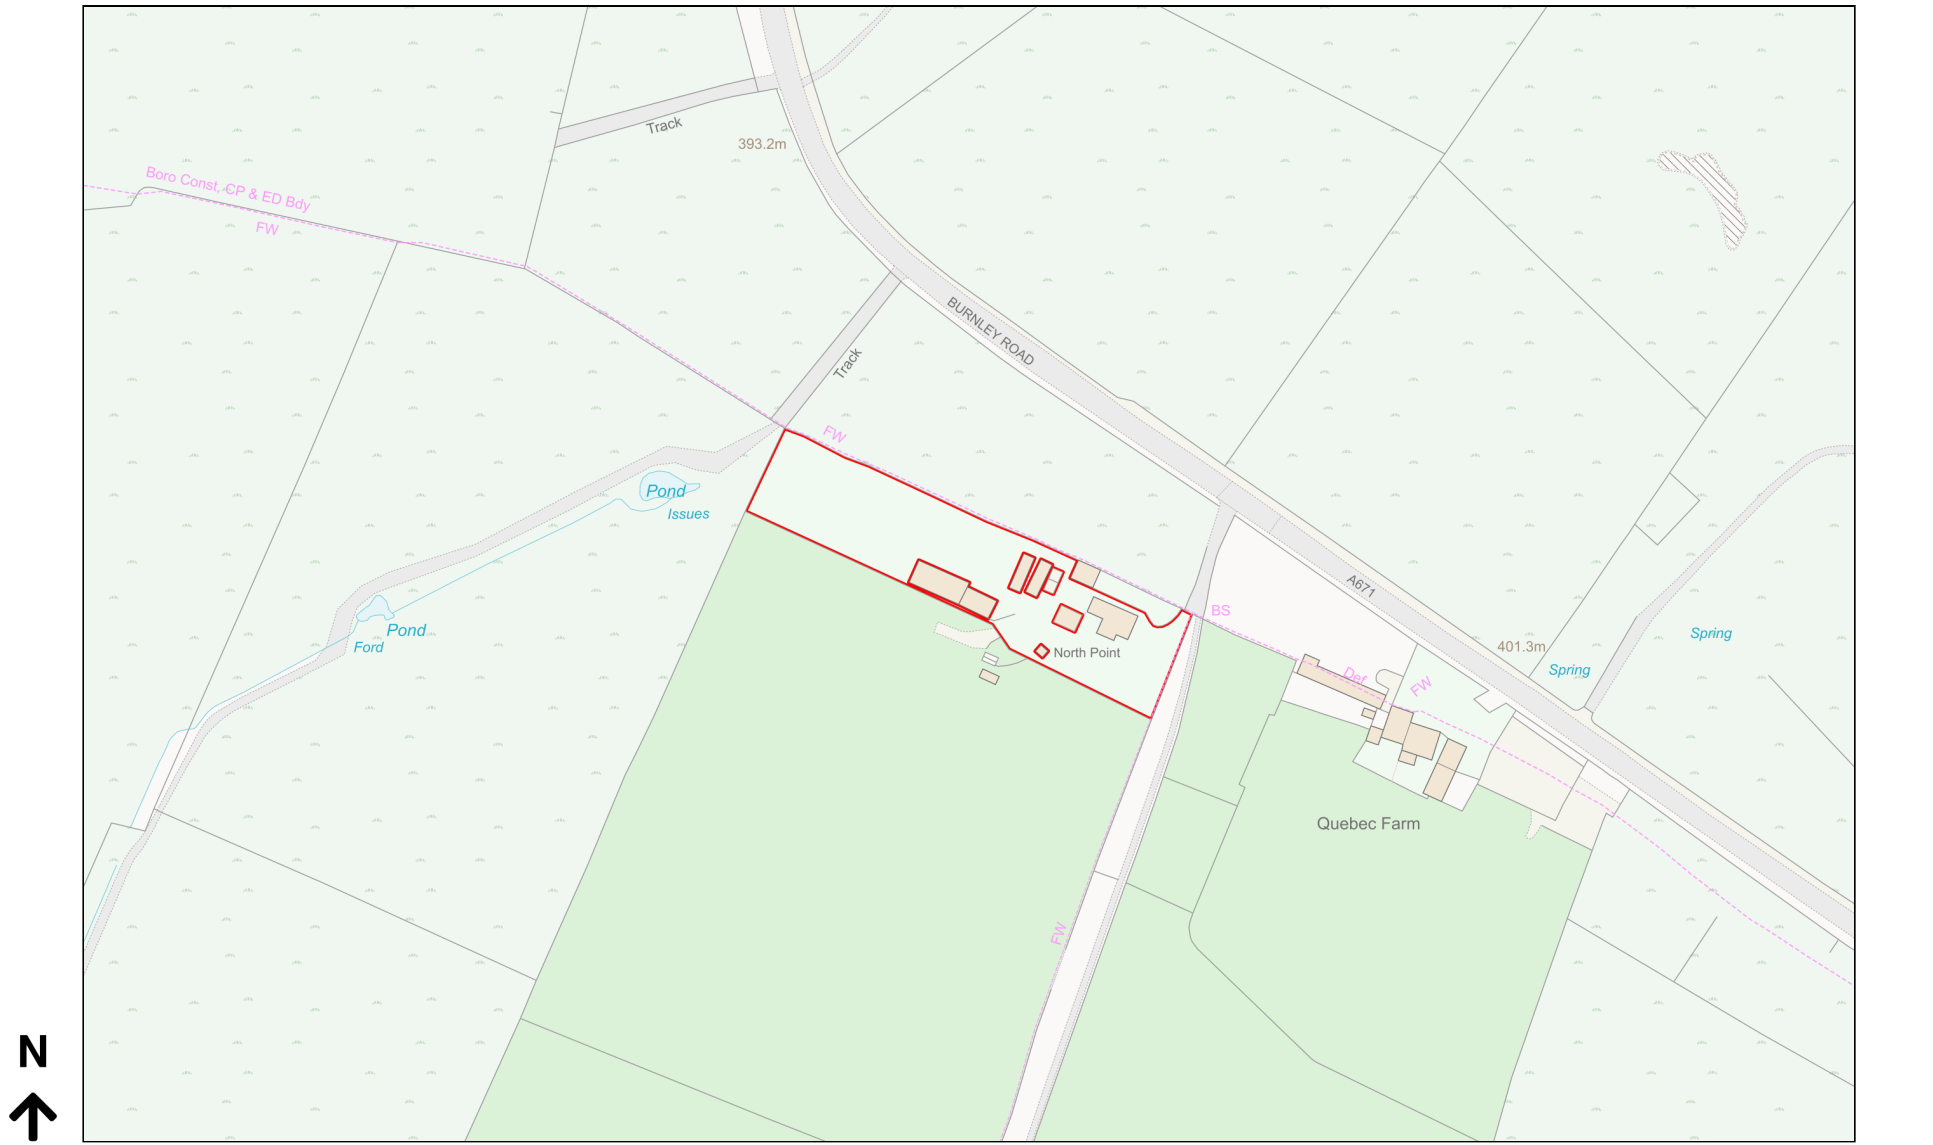 Track
393.2m
Boro Const, CP & ED Bdy
FW
BURNLEY ROAD
Track
FW
Pond
Issues
A671
BS
Pond
Ford
North Point
Def
FW
401.3m
Spring
Spring
Quebec Farm
FW
N